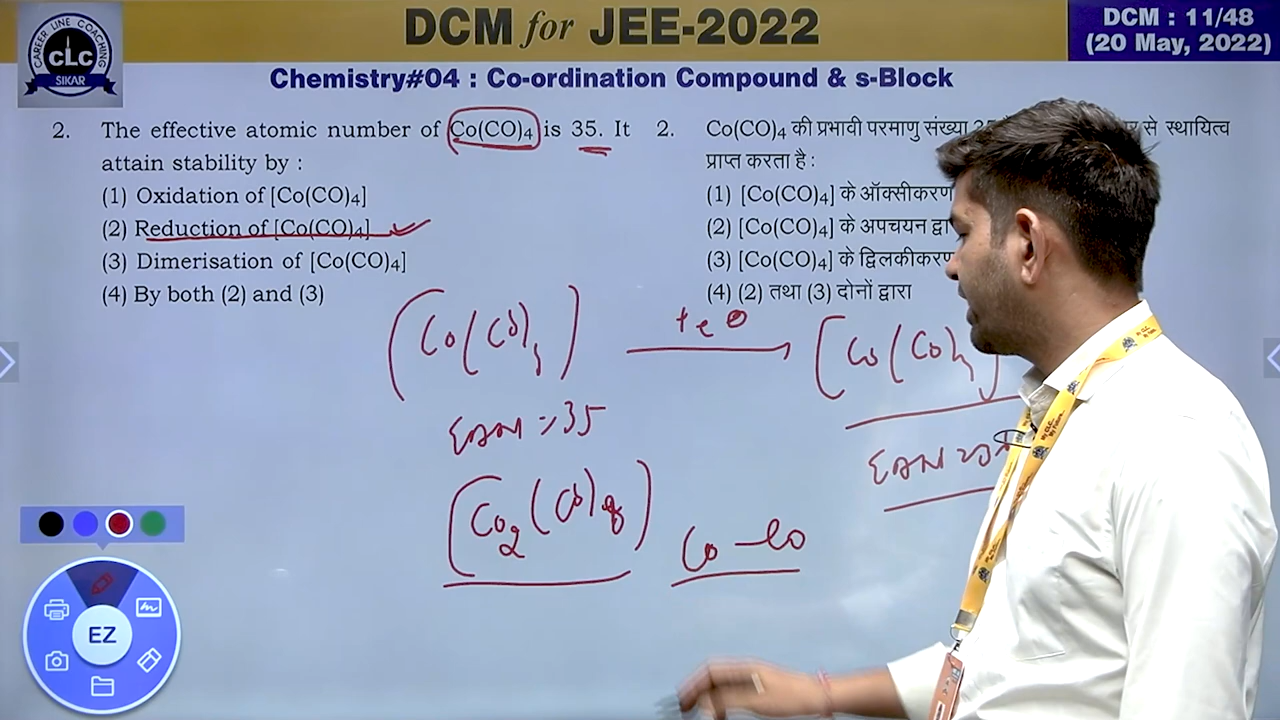 CAREER LINE COACHING
CLC
SIKAR
DCM for JEE-2022
DCM : 11/48
(20 May, 2022)
Chemistry#04 : Co-ordination Compound & s-Block
2. The effective atomic number of Co(CO)₄ is 35. It
attain stability by :
(1) Oxidation of [Co(CO)₄]
(2) Reduction of [Co(CO)₄]
(3) Dimerisation of [Co(CO)₄]
(4) By both (2) and (3)
2. Co(CO)₄ की प्रभावी परमाणु संख्या से स्थायित्व
प्राप्त करता है :
(1) [Co(CO)₄] के ऑक्सीकरण
(2) [Co(CO)₄] के अपचयन
(3) [Co(CO)₄] के द्विलकीकरण
(4) (2) तथा (3) दोनों द्वारा
(Co(CO)₄) +e⊖ [Co(CO)₄
EAN = 35
EAN = 3
(Co₂(CO)₈) Co – Co
EZ